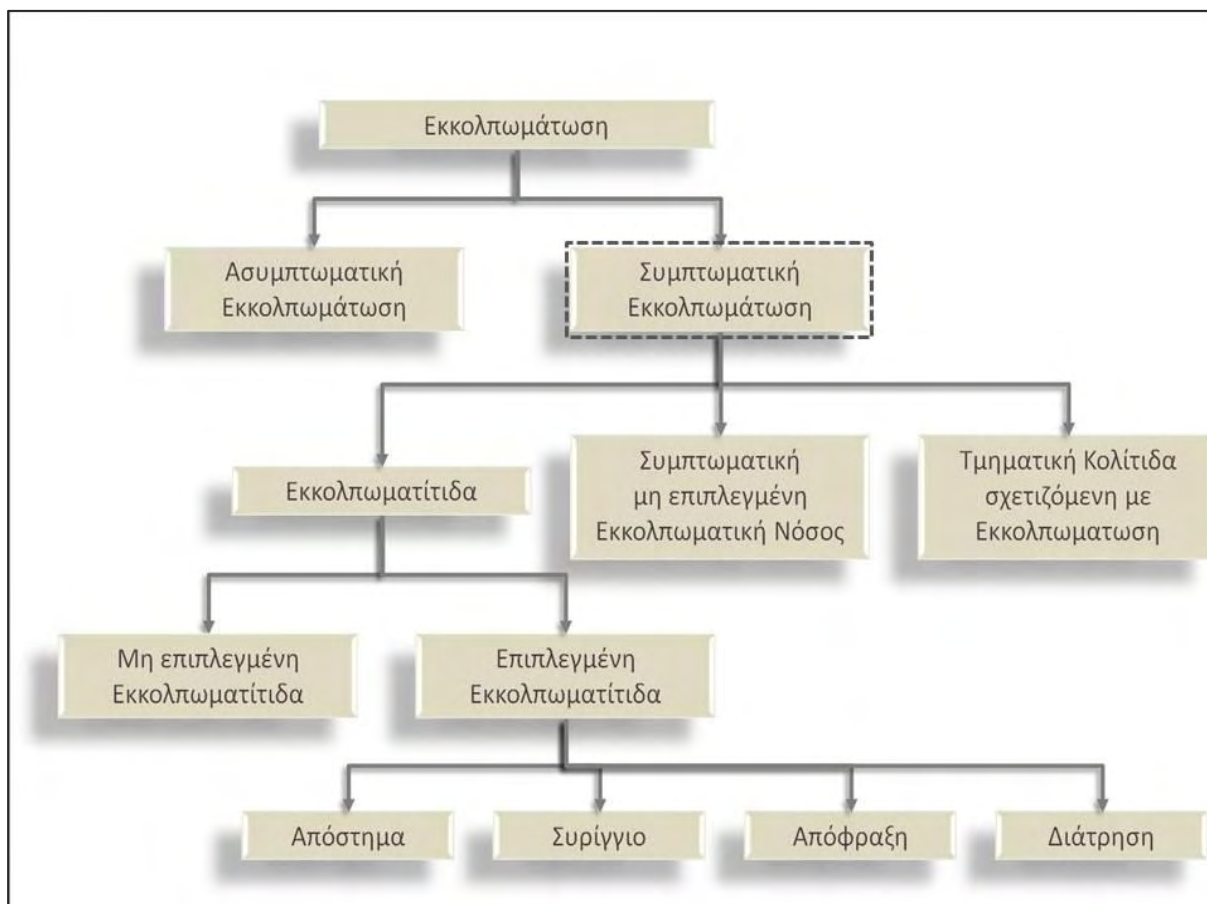 Εκκολπωμάτωση
Ασυμπτωματική
Εκκολπωμάτωση
Συμπτωματική
Εκκολπωμάτωση
Εκκολπωματίτιδα
Συμπτωματική
μη επιπλεγμένη
Εκκολπωματική Νόσος
Τμηματική Κολίτιδα
σχετιζόμενη με
Εκκολπωματωση
Μη επιπλεγμένη
Εκκολπωματίτιδα
Επιπλεγμένη
Εκκολπωματίτιδα
Απόστημα
Συρίγγιο
Απόφραξη
Διάτρηση